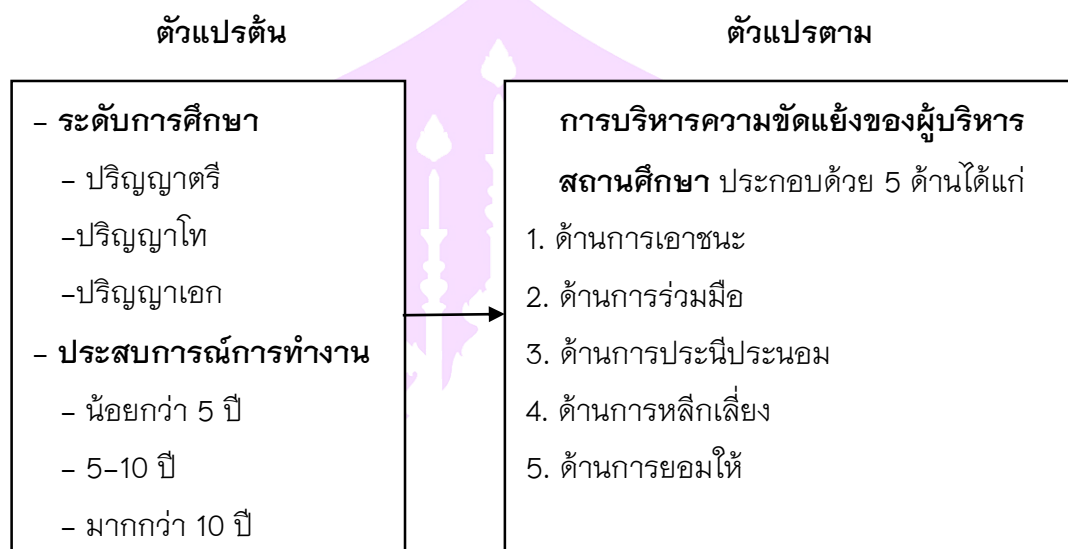 ตัวแปรต้น
ตัวแปรตาม
- ระดับการศึกษา
- ปริญญาตรี
-ปริญญาโท
-ปริญญาเอก
- ประสบการณ์การทำงาน
- น้อยกว่า 5 ปี
- 5-10 ปี
- มากกว่า 10 ปี
การบริหารความขัดแย้งของผู้บริหาร
สถานศึกษา ประกอบด้วย 5 ด้านได้แก่
1. ด้านการเอาชนะ
2. ด้านการร่วมมือ
3. ด้านการประนีประนอม
4. ด้านการหลีกเลี่ยง
5. ด้านการยอมให้